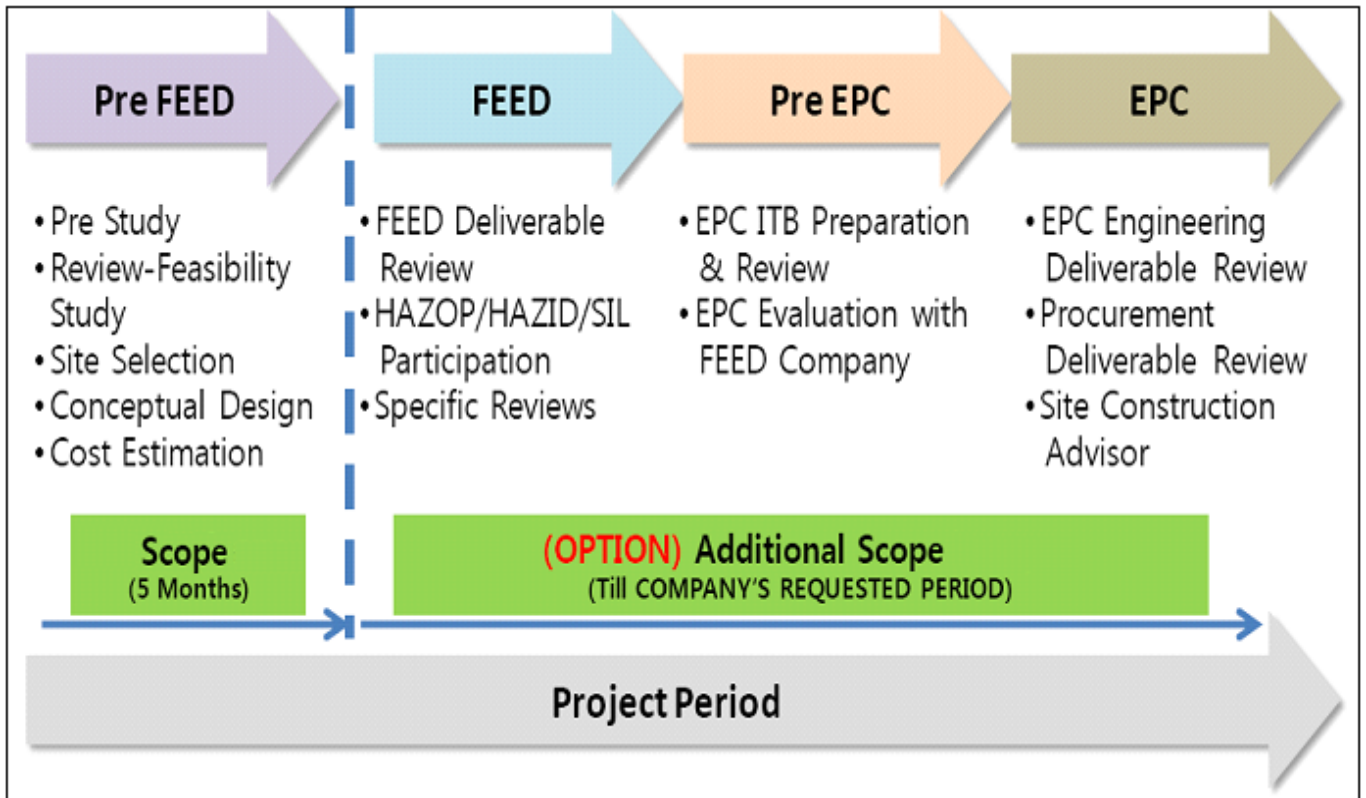 Pre FEED
FEED
Pre EPC
EPC
• Pre Study
• Review-Feasibility
Study
• Site Selection
• Conceptual Design
• Cost Estimation
• FEED Deliverable
Review
• HAZOP/HAZID/SIL
Participation
• Specific Reviews
• EPC ITB Preparation
& Review
• EPC Evaluation with
FEED Company
• EPC Engineering
Deliverable Review
• Procurement
Deliverable Review
• Site Construction
Advisor
Scope
(5 Months)
(OPTION) Additional Scope
(Till COMPANY'S REQUESTED PERIOD)
Project Period